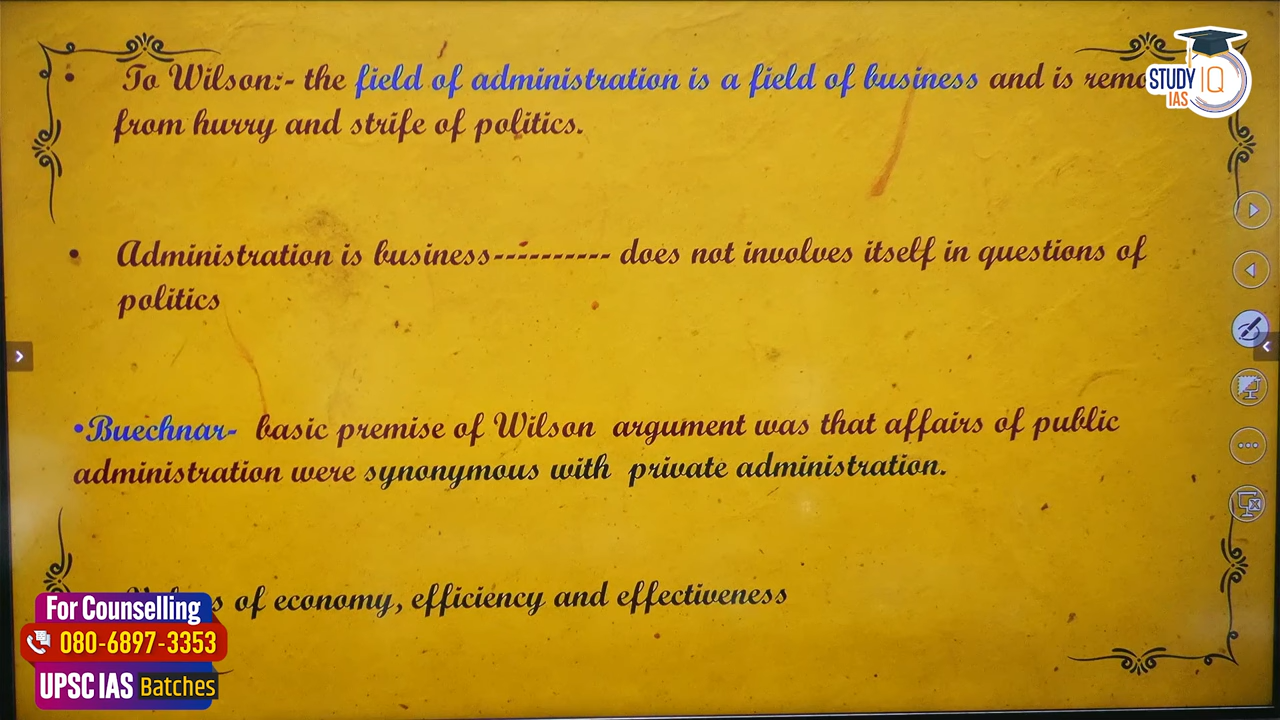 • To Wilson:- the field of administration is a field of business and is
from hurry and strife of politics.
• Administration is business---------- does not involves itself in questions of
politics
•Buechnar- basic premise of Wilson argument was that affairs of public
administration were synonymous with private administration.
of economy, efficiency and effectiveness
STUDY IQ
IAS
For Counselling
080-6897-3353
UPSC IAS Batches